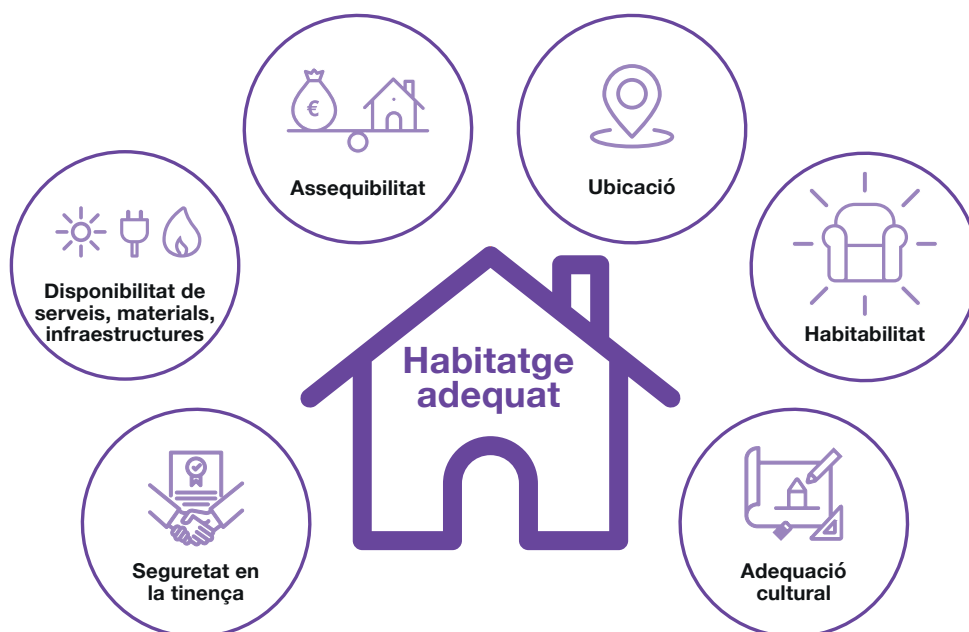 €
Assequibilitat
Ubicació
Disponibilitat de
serveis, materials,
infraestructures
Habitabilitat
Habitatge
adequat
Seguretat en
la tinença
Adequació
cultural